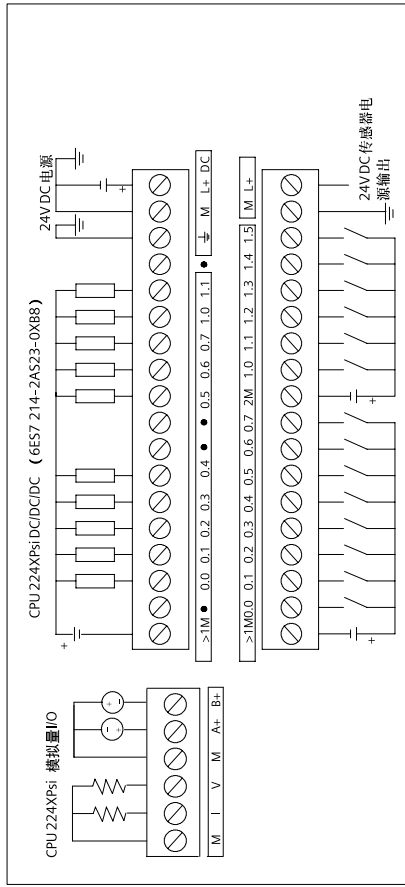 CPU 224XPsi 模拟量I/O
M I V M A+ B+
CPU 224XPsi DC/DC/DC （6ES7 214-2AS23-0XB8）
24V DC 电源
+
+
>1M ● 0.0 0.1 0.2 0.3 0.4 ● ● 0.5 0.6 0.7 1.0 1.1 ● ⏚ M L+ DC
>1M 0.0 0.1 0.2 0.3 0.4 0.5 0.6 0.7 2M 1.0 1.1 1.2 1.3 1.4 1.5 M L+
+
+
24V DC 传感器电
源输出